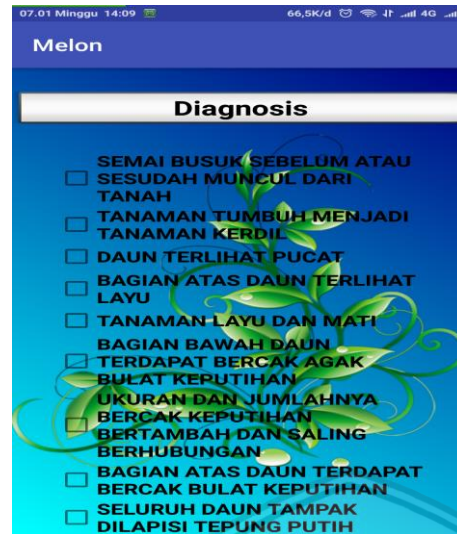 07.01 Minggu 14:09 66,5K/d 4G
Melon
Diagnosis
SEMAI BUSUK SEBELUM ATAU
SESUDAH MUNCUL DARI
TANAH
TANAMAN TUMBUH MENJADI
TANAMAN KERDIL
DAUN TERLIHAT PUCAT
BAGIAN ATAS DAUN TERLIHAT
LAYU
TANAMAN LAYU DAN MATI
BAGIAN BAWAH DAUN
TERDAPAT BERCAK AGAK
BULAT KEPUTIHAN
UKURAN DAN JUMLAHNYA
BERCAK KEPUTIHAN
BERTAMBAH DAN SALING
BERHUBUNGAN
BAGIAN ATAS DAUN TERDAPAT
BERCAK BULAT KEPUTIHAN
SELURUH DAUN TAMPAK
DILAPISI TEPUNG PUTIH